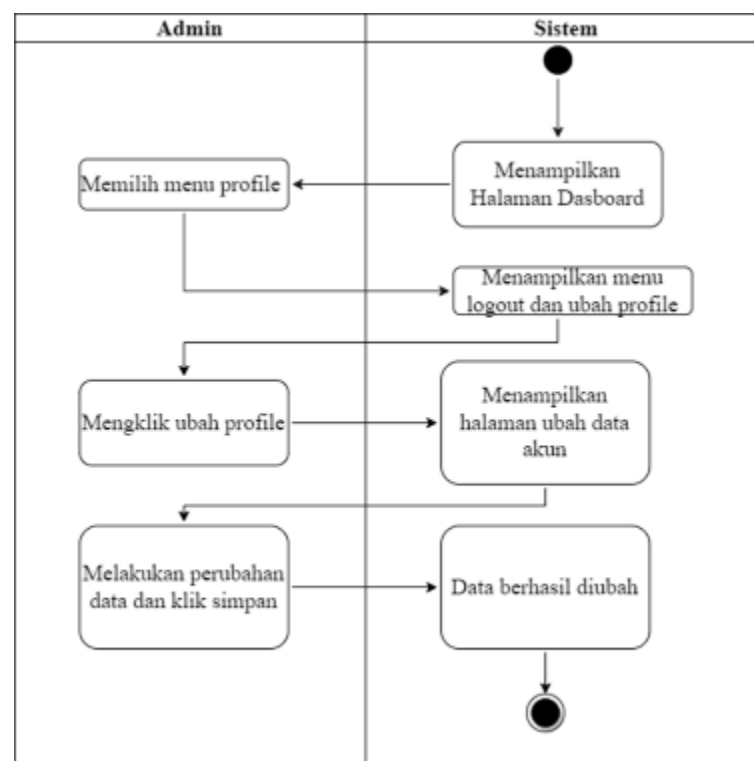 Admin
Sistem
Menampilkan
Halaman Dasboard
Memilih menu profile
Menampilkan menu
logout dan ubah profile
Mengklik ubah profile
Menampilkan
halaman ubah data
akun
Melakukan perubahan
data dan klik simpan
Data berhasil diubah